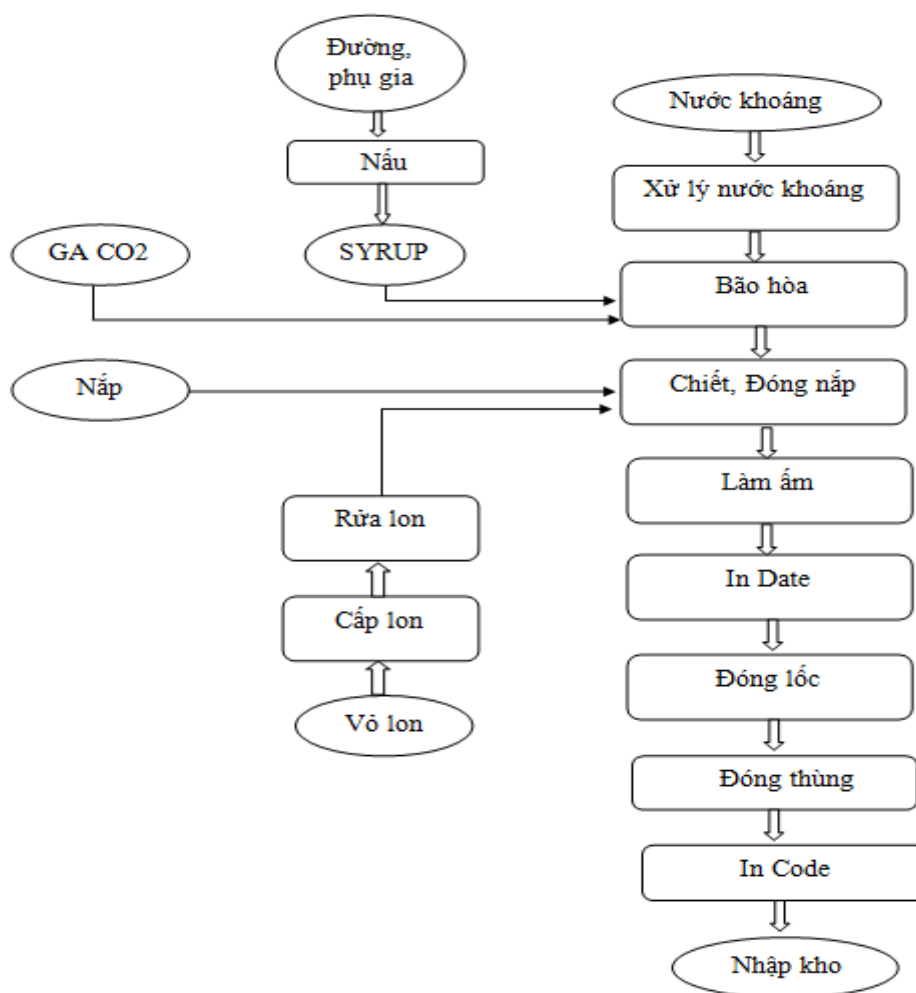 Đường,
phụ gia
Nước khoáng
Nấu
Xử lý nước khoáng
GA CO2
SYRUP
Bão hòa
Nắp
Chiết, Đóng nắp
Làm ấm
Rửa lon
In Date
Cấp lon
Đóng lốc
Vỏ lon
Đóng thùng
In Code
Nhập kho